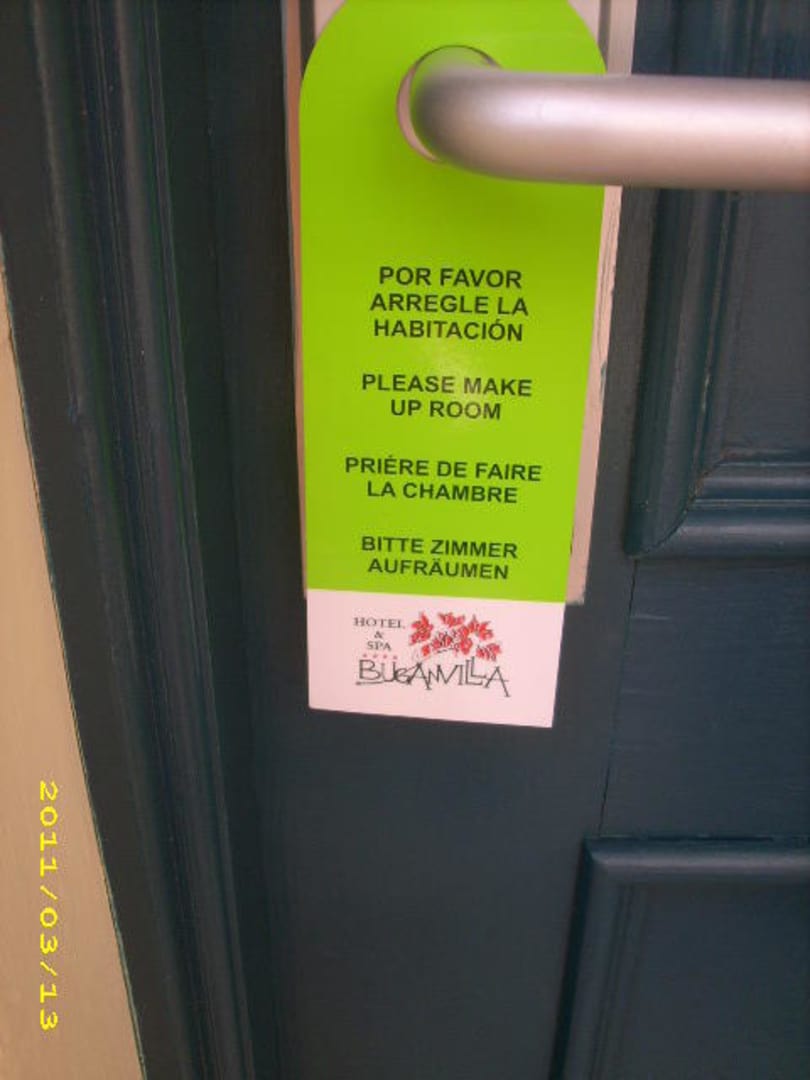 POR FAVOR
ARREGLE LA
HABITACIÓN
PLEASE MAKE
UP ROOM
PRIÉRE DE FAIRE
LA CHAMBRE
BITTE ZIMMER
AUFRÄUMEN
HOTEL
&
SPA
BUGANVILLA
2011/03/13